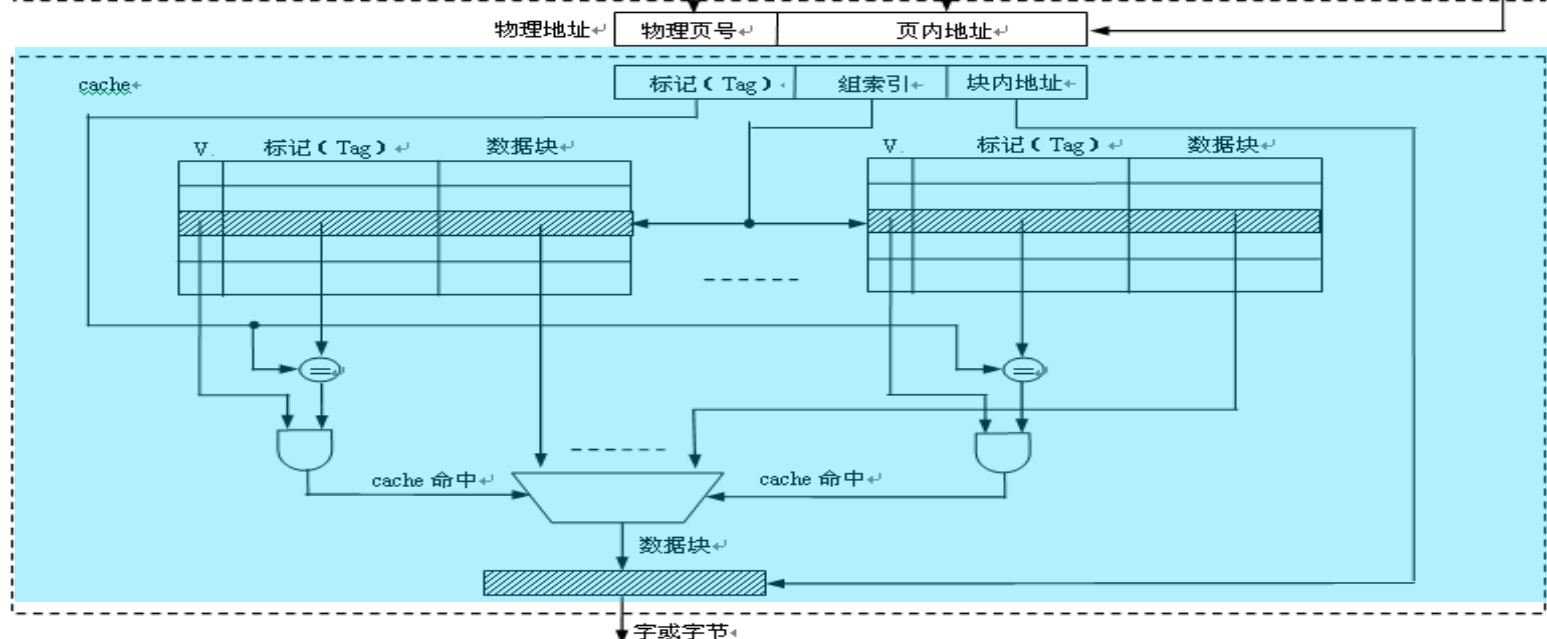 物理地址 物理页号 页内地址
cache 标记（Tag） 组索引 块内地址
V 标记（Tag） 数据块 V 标记（Tag） 数据块
=
=
cache 命中 cache 命中
数据块
字或字节